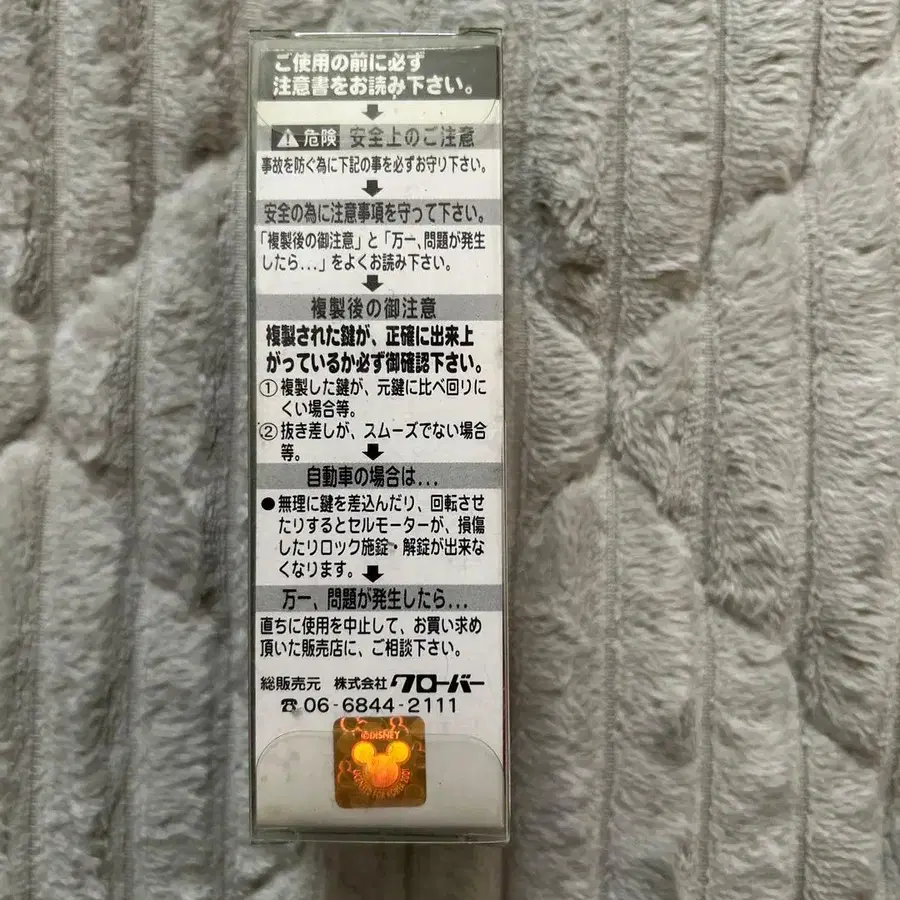 ご使用の前に必ず
注意書をお読み下さい。
危険 安全上のご注意
事故を防ぐ為に下記の事を必ずお守り下さい。
安全の為に注意事項を守って下さい。
「複製後の御注意」と「万一、問題が発生
したら...」をよくお読み下さい。
複製後の御注意
複製された鍵が、正確に出来上
がっているか必ず御確認下さい。
① 複製した鍵が、元鍵に比べ回りに
くい場合等。
② 抜き差しが、スムーズでない場合
等。
自動車の場合は...
● 無理に鍵を差込んだり、回転させ
たりするとセルモーターが、損傷
したりロック施錠・解錠が出来な
くなります。
万一、問題が発生したら...
直ちに使用を中止して、お買い求め
頂いた販売店に、ご相談下さい。
総販売元 株式会社クローバー
☎ 06-6844-2111
©DISNEY